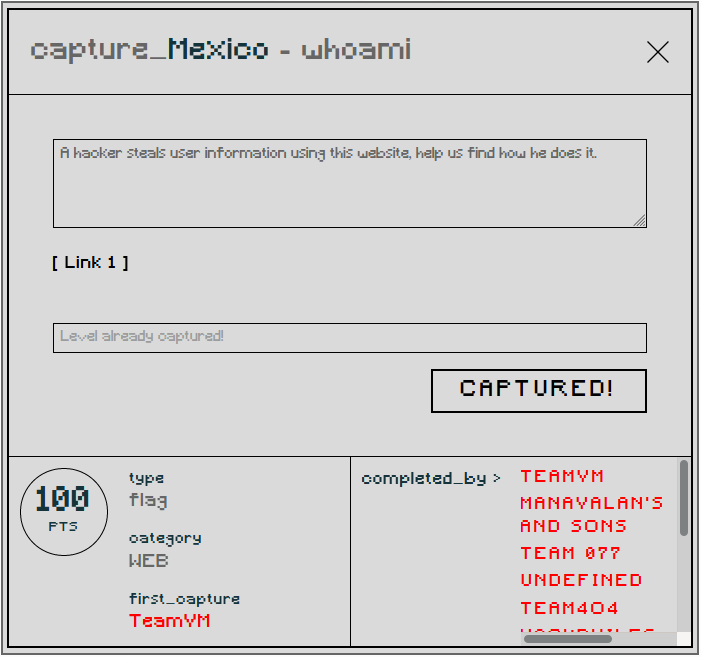 capture_Mexico - whoami
A hacker steals user information using this website, help us find how he does it.
[ Link 1 ]
Level already captured!
CAPTURED!
100
PTS
type
flag
category
WEB
first_capture
TeamVM
completed_by >
TEAMVM
MANAVALAN'S
AND SONS
TEAM 077
UNDEFINED
TEAM404